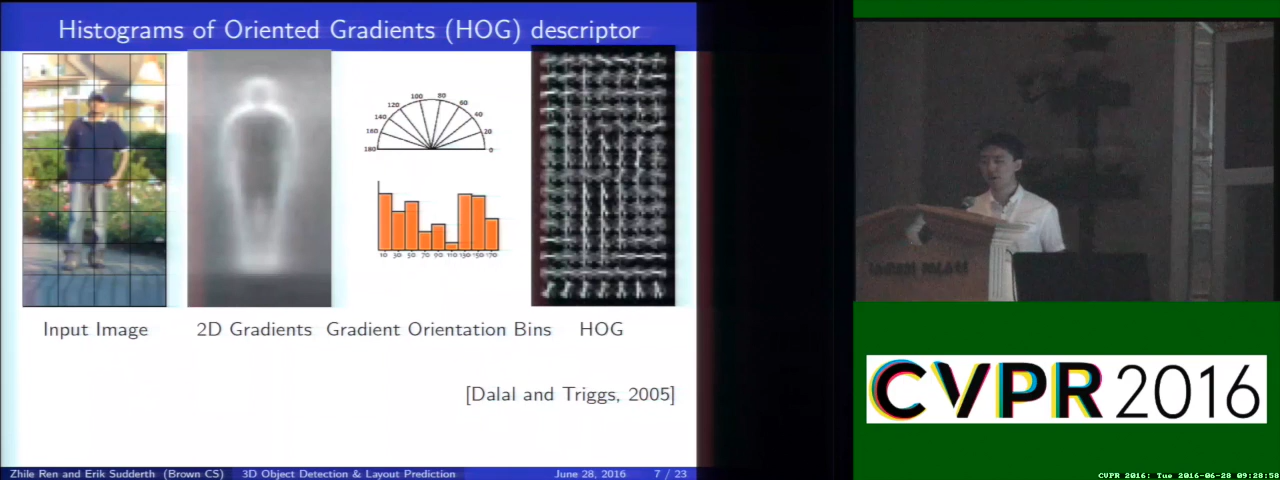 Histograms of Oriented Gradients (HOG) descriptor
180 160 140 120 100 80 60 40 20 0
10 30 50 70 90 110 130 150 170
Input Image 2D Gradients Gradient Orientation Bins HOG
[Dalal and Triggs, 2005]
Zhile Ren and Erik Sudderth (Brown CS) 3D Object Detection & Layout Prediction June 28, 2016 7 / 23
CVPR 2016
CVPR 2016: Tue 2016-06-28 09:28:58